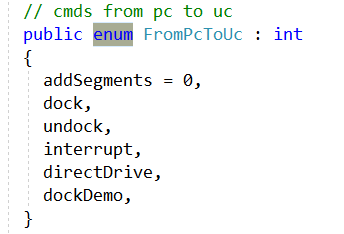 // cmds from pc to uc
public enum FromPcToUc : int
{
addSegments = 0,
dock,
undock,
interrupt,
directDrive,
dockDemo,
}